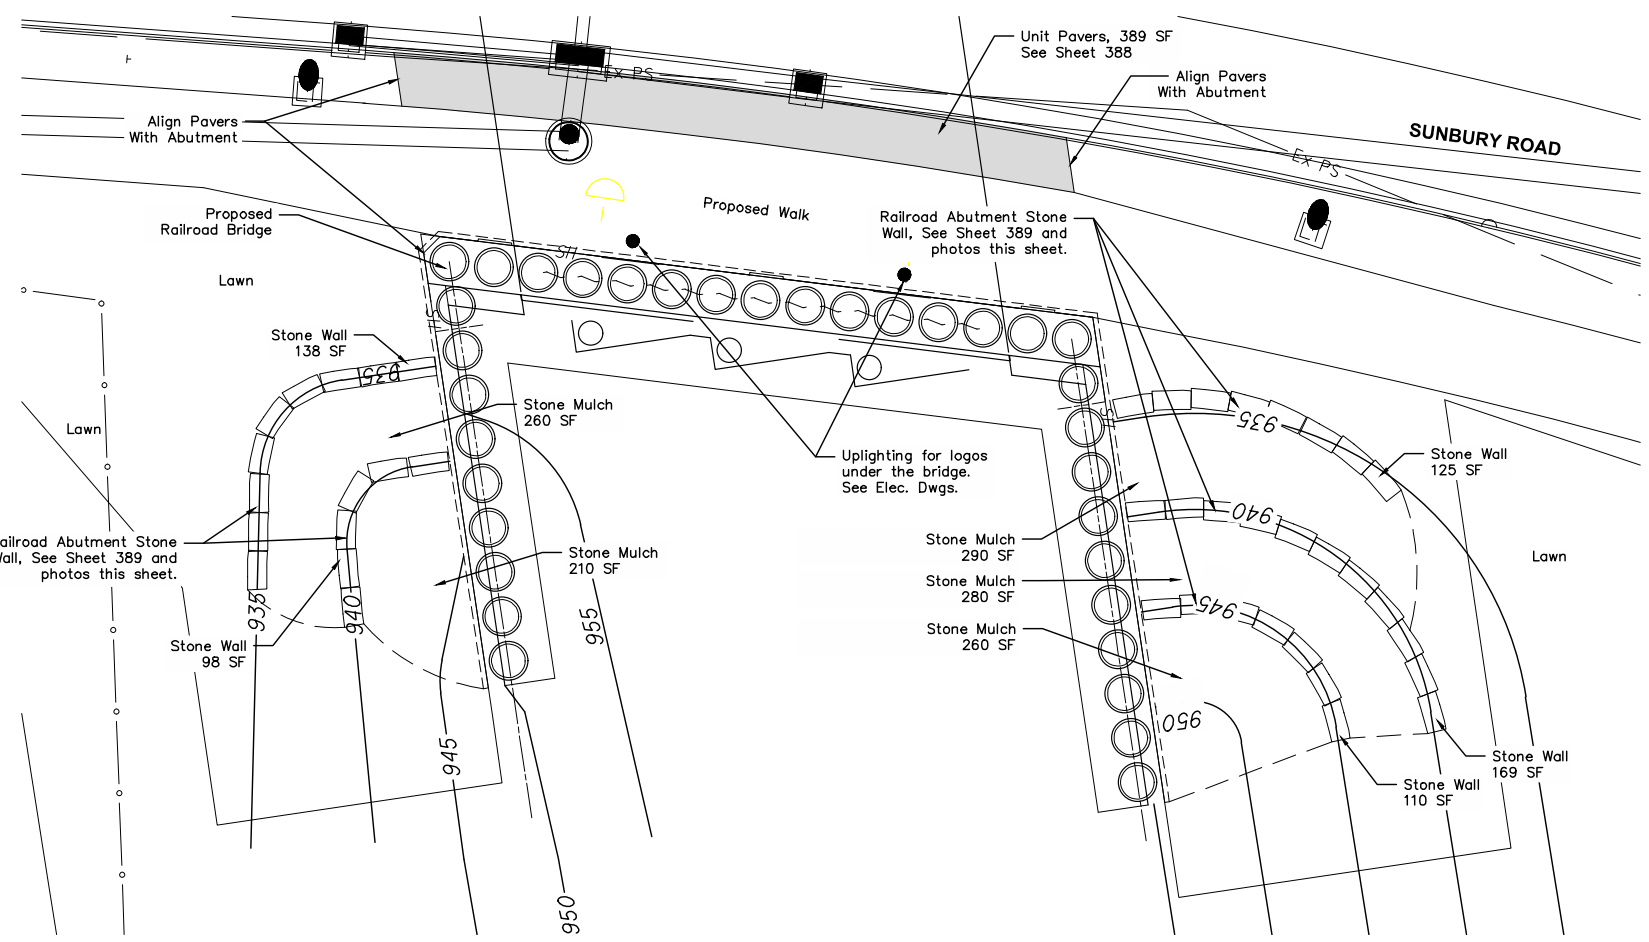 Unit Pavers, 389 SF
See Sheet 388
Ex PS
Align Pavers
With Abutment
SUNBURY ROAD
Align Pavers
With Abutment
Ex PS
Proposed Walk
Proposed
Railroad Bridge
Railroad Abutment Stone
Wall, See Sheet 389 and
photos this sheet.
SH
Lawn
Stone Wall
138 SF
935
Stone Mulch
260 SF
935
Lawn
Stone Wall
125 SF
Uplighting for logos
under the bridge.
See Elec. Dwgs.
940
ailroad Abutment Stone
Wall, See Sheet 389 and
photos this sheet.
Stone Mulch
210 SF
Stone Mulch
290 SF
Lawn
Stone Mulch
280 SF
935
940
955
945
Stone Mulch
260 SF
Stone Wall
98 SF
950
945
Stone Wall
169 SF
Stone Wall
110 SF
950